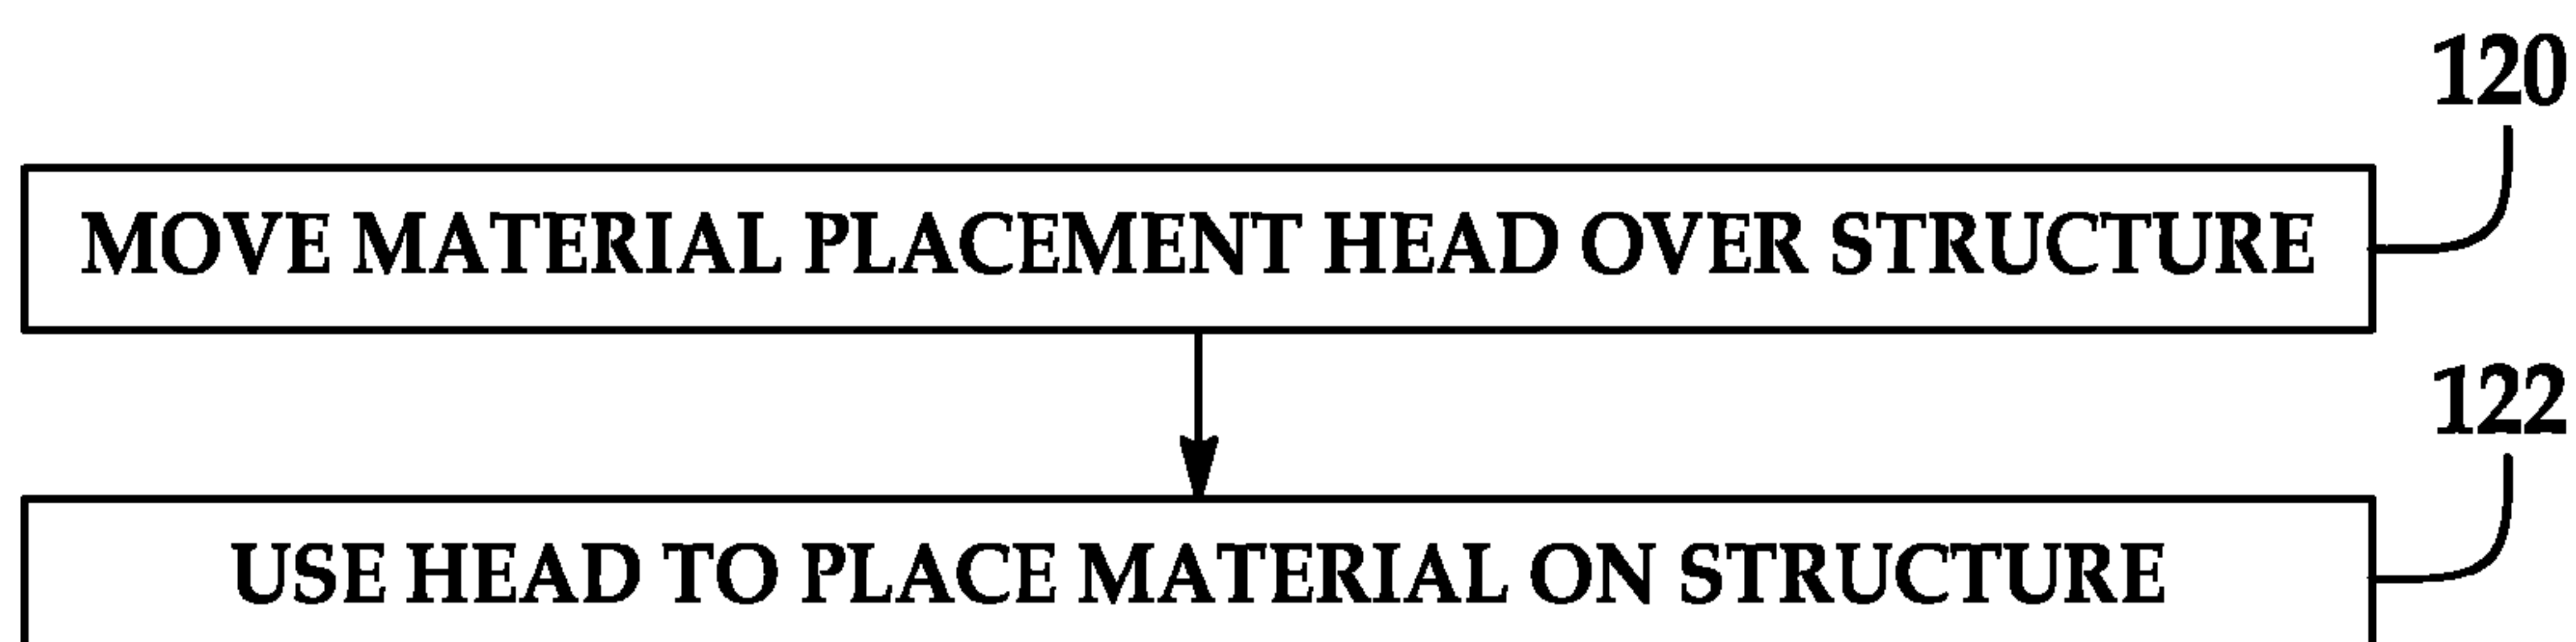 120
MOVE MATERIAL PLACEMENT HEAD OVER STRUCTURE
122
USE HEAD TO PLACE MATERIAL ON STRUCTURE